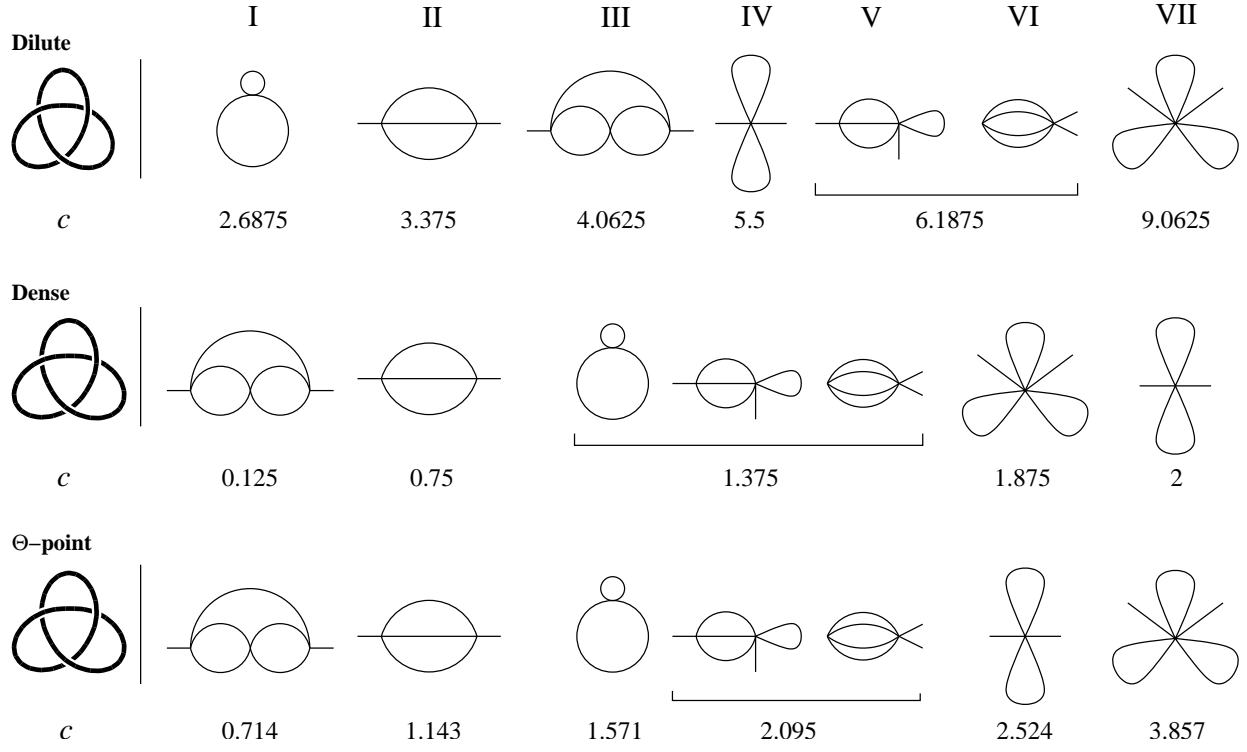 I II III IV V VI VII
Dilute
c 2.6875 3.375 4.0625 5.5 6.1875 9.0625
Dense
c 0.125 0.75 1.375 1.875 2
Θ−point
c 0.714 1.143 1.571 2.095 2.524 3.857